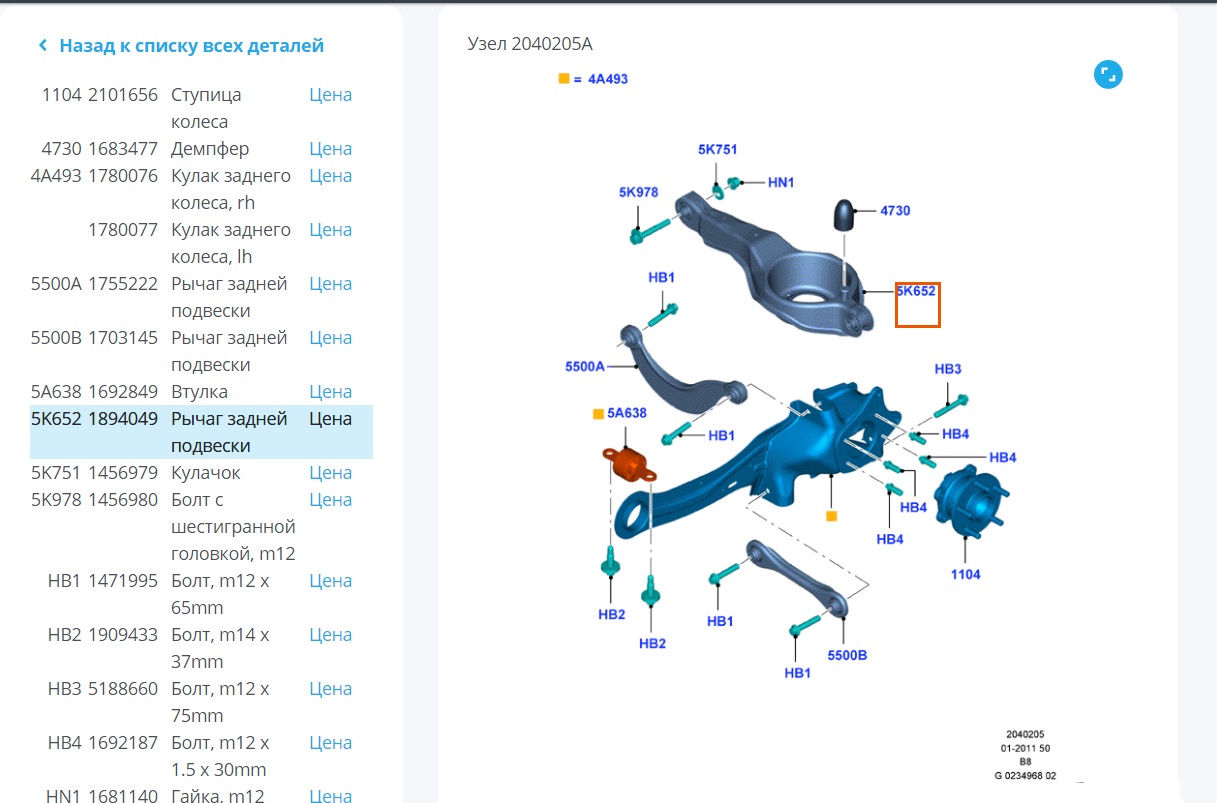 Назад к списку всех деталей
1104 2101656 Ступица Цена
колеса
4730 1683477 Демпфер Цена
4A493 1780076 Кулак заднего Цена
колеса, rh
1780077 Кулак заднего Цена
колеса, lh
5500A 1755222 Рычаг задней Цена
подвески
5500B 1703145 Рычаг задней Цена
подвески
5A638 1692849 Втулка Цена
5K652 1894049 Рычаг задней Цена
подвески
5K751 1456979 Кулачок Цена
5K978 1456980 Болт с Цена
шестигранной
головкой, m12
HB1 1471995 Болт, m12 x Цена
65mm
HB2 1909433 Болт, m14 x Цена
37mm
HB3 5188660 Болт, m12 x Цена
75mm
HB4 1692187 Болт, m12 x Цена
1.5 x 30mm
HN1 1681140 Гайка, m12 Цена
Узел 2040205A
= 4A493
5K751
HN1
5K978
4730
HB1
5K652
5500A
HB3
5A638
HB1
HB4
HB4
HB4
HB4
1104
HB2
HB1
HB2
5500B
HB1
2040205
01-2011 50
B8
G 0234968 02